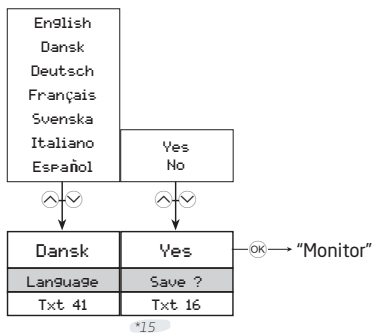 English
Dansk
Deutsch
Français
Svenska
Italiano
Español
Yes
No
Dansk Yes OK "Monitor"
Language Save ?
Txt 41 Txt 16
*15